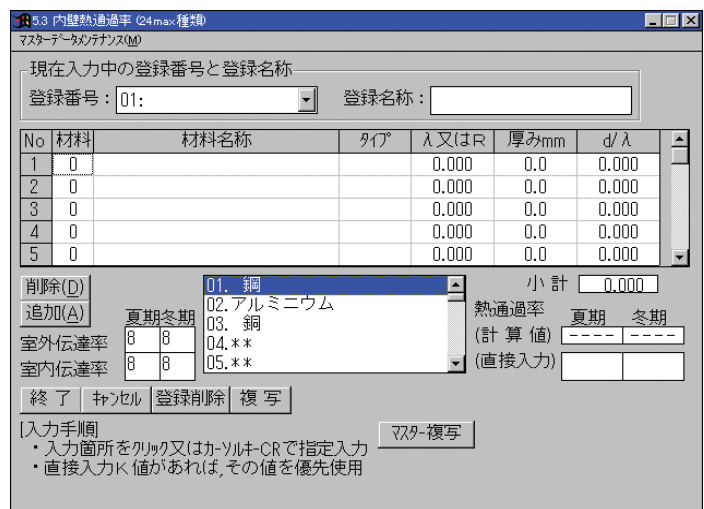 5.3 内壁熱通過率 (24max種類)
マスターデータメンテナンス(M)
現在入力中の登録番号と登録名称
登録番号：01:　登録名称：
No 材料 材料名称 タイプ λ又はR 厚みmm d/λ
1 0 0.000 0.0 0.000
2 0 0.000 0.0 0.000
3 0 0.000 0.0 0.000
4 0 0.000 0.0 0.000
5 0 0.000 0.0 0.000
削除(D)
追加(A)
夏期 冬期
室外伝達率 8 8
室内伝達率 8 8
01. 鋼
02.アルミニウム
03. 銅
04.**
05.**
小 計 0.000
熱通過率 夏期 冬期
(計 算 値) ---- ----
(直接入力)
終 了 キャンセル 登録削除 複 写
マスター複写
[入力手順]
・入力箇所をクリック又はカーソルキーCRで指定入力
・直接入力K値があれば,その値を優先使用